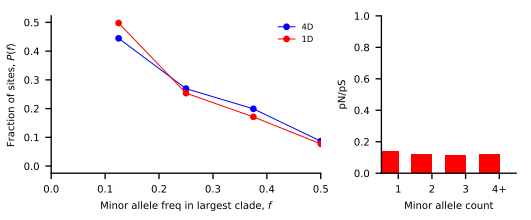 0.5
0.4
0.3
0.2
0.1
0.0
Fraction of sites, P(f)
4D
1D
0.0 0.1 0.2 0.3 0.4 0.5
Minor allele freq in largest clade, f
1.0
0.8
0.6
0.4
0.2
0.0
pN/pS
1 2 3 4+
Minor allele count